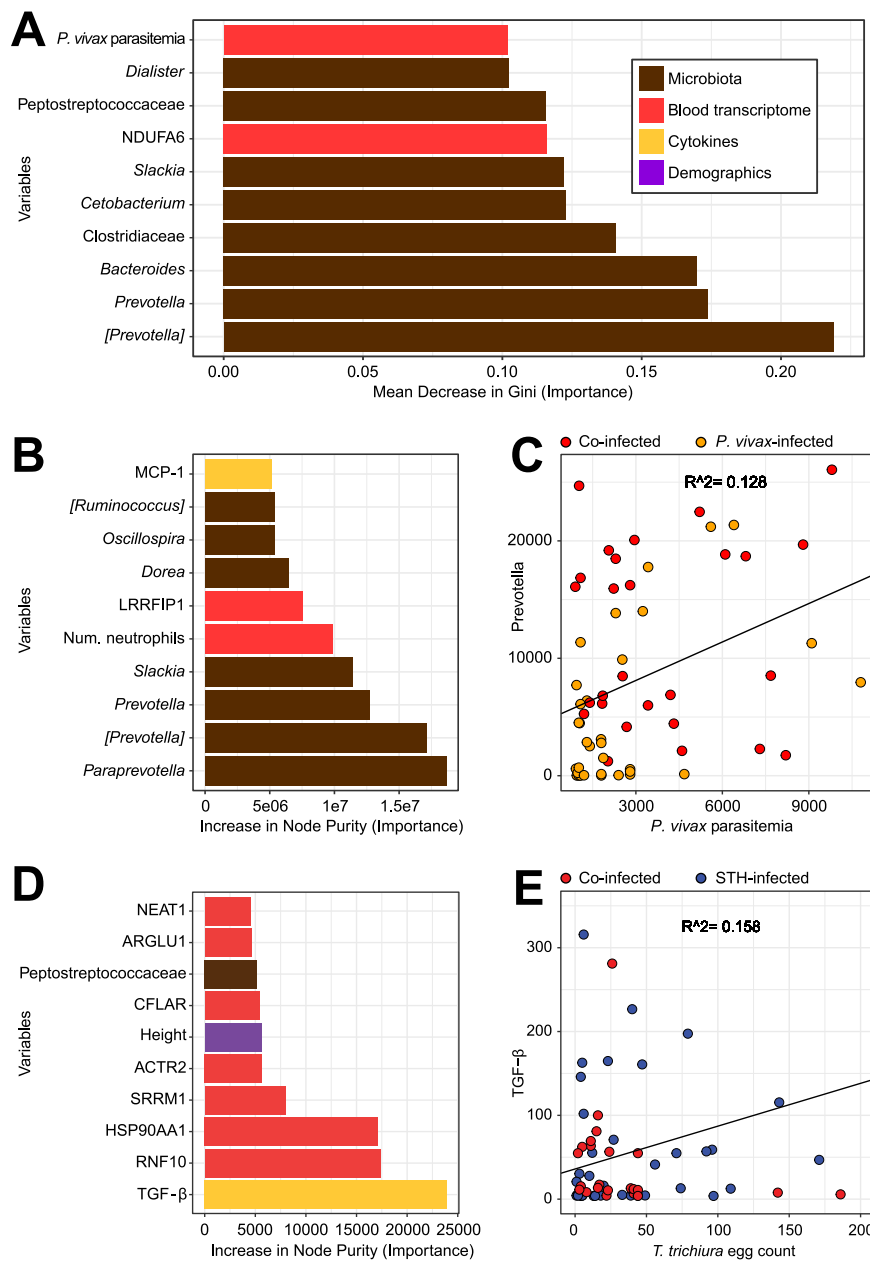 A
P. vivax parasitemia
Dialister
Peptostreptococcaceae
NDUFA6
Slackia
Cetobacterium
Clostridiaceae
Bacteroides
Prevotella
[Prevotella]
Variables
Microbiota
Blood transcriptome
Cytokines
Demographics
0.00 0.05 0.10 0.15 0.20
Mean Decrease in Gini (Importance)
B
MCP-1
[Ruminococcus]
Oscillospira
Dorea
LRRFIP1
Num. neutrophils
Slackia
Prevotella
[Prevotella]
Paraprevotella
Variables
0 5e06 1e7 1.5e7
Increase in Node Purity (Importance)
C
Co-infected P. vivax-infected
R^2= 0.128
20000
10000
0
Prevotella
3000 6000 9000
P. vivax parasitemia
D
NEAT1
ARGLU1
Peptostreptococcaceae
CFLAR
Height
ACTR2
SRRM1
HSP90AA1
RNF10
TGF-β
Variables
0 5000 10000 15000 20000 25000
Increase in Node Purity (Importance)
E
Co-infected STH-infected
R^2= 0.158
300
200
100
0
TGF-β
0 50 100 150 200
T. trichiura egg count